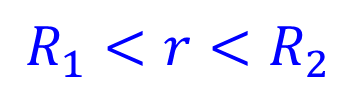 R₁ < r < R₂